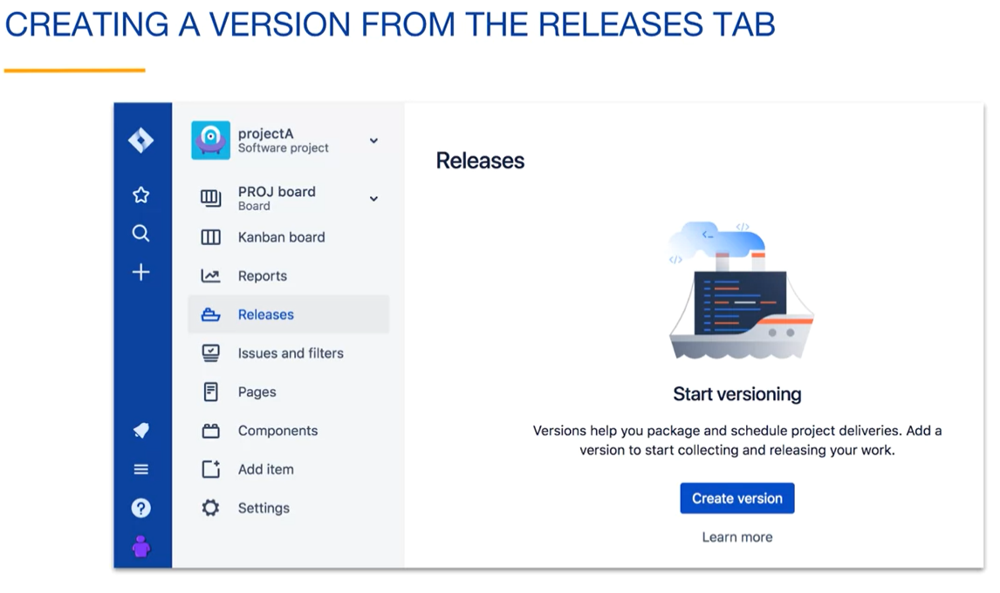 CREATING A VERSION FROM THE RELEASES TAB
projectA
Software project
PROJ board
Board
Kanban board
Reports
Releases
Issues and filters
Pages
Components
Add item
Settings
Releases
</>
<_
</>
Start versioning
Versions help you package and schedule project deliveries. Add a
version to start collecting and releasing your work.
Create version
Learn more
?